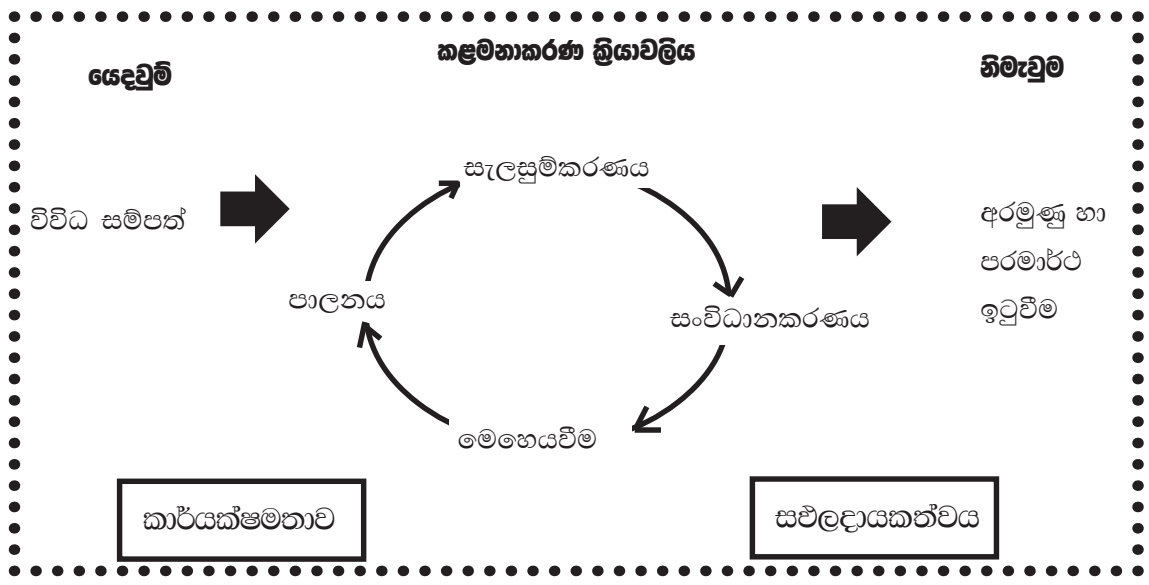 කළමනාකරණ ක්‍රියාවලිය
යෙදවුම්
නිමැවුම
සැලසුම්කරණය
විවිධ සම්පත්
අරමුණු හා
පරමාර්ථ
ඉටුවීම
පාලනය
සංවිධානකරණය
මෙහෙයවීම
කාර්යක්ෂමතාව
සඵලදායකත්වය